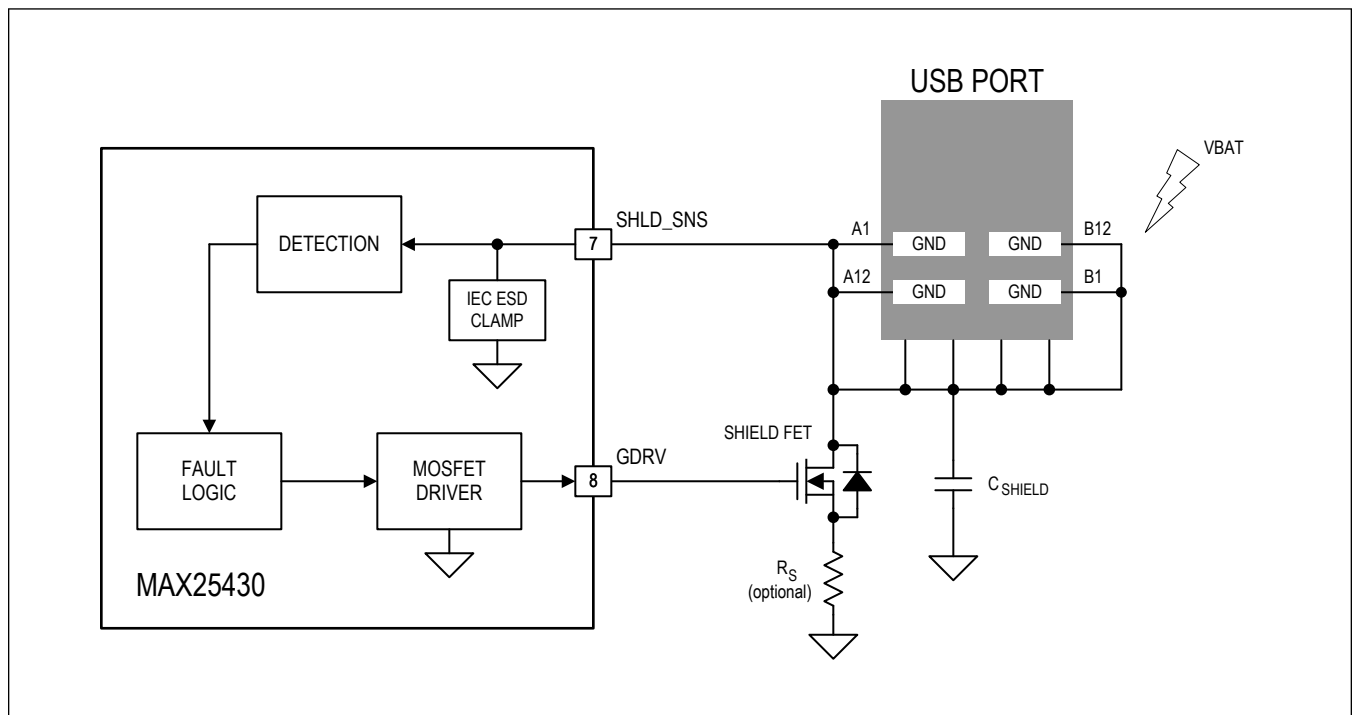 USB PORT
VBAT
SHLD_SNS
A1
B12
DETECTION
7
GND
GND
A12
B1
IEC ESD
CLAMP
GND
GND
SHIELD FET
GDRV
FAULT
LOGIC
MOSFET
DRIVER
8
CSHIELD
MAX25430
RS
(optional)